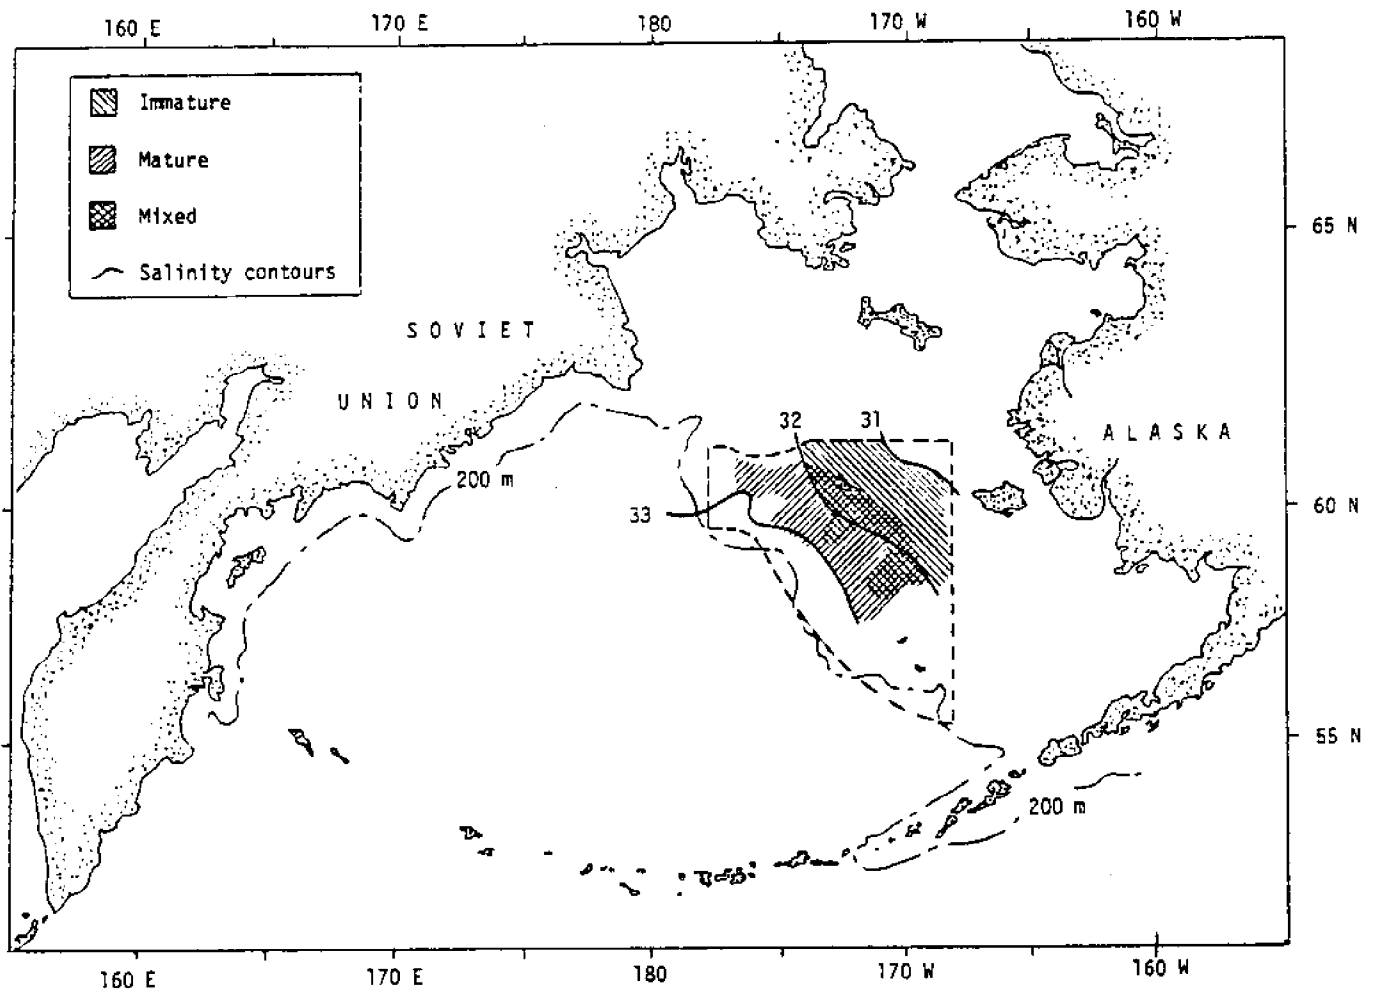 160 E 170 E 180 170 W 160 W
Immature
Mature
Mixed
Salinity contours
65 N
SOVIET
UNION
32 31
ALASKA
200 m
33
60 N
55 N
200 m
160 E 170 E 180 170 W 160 W